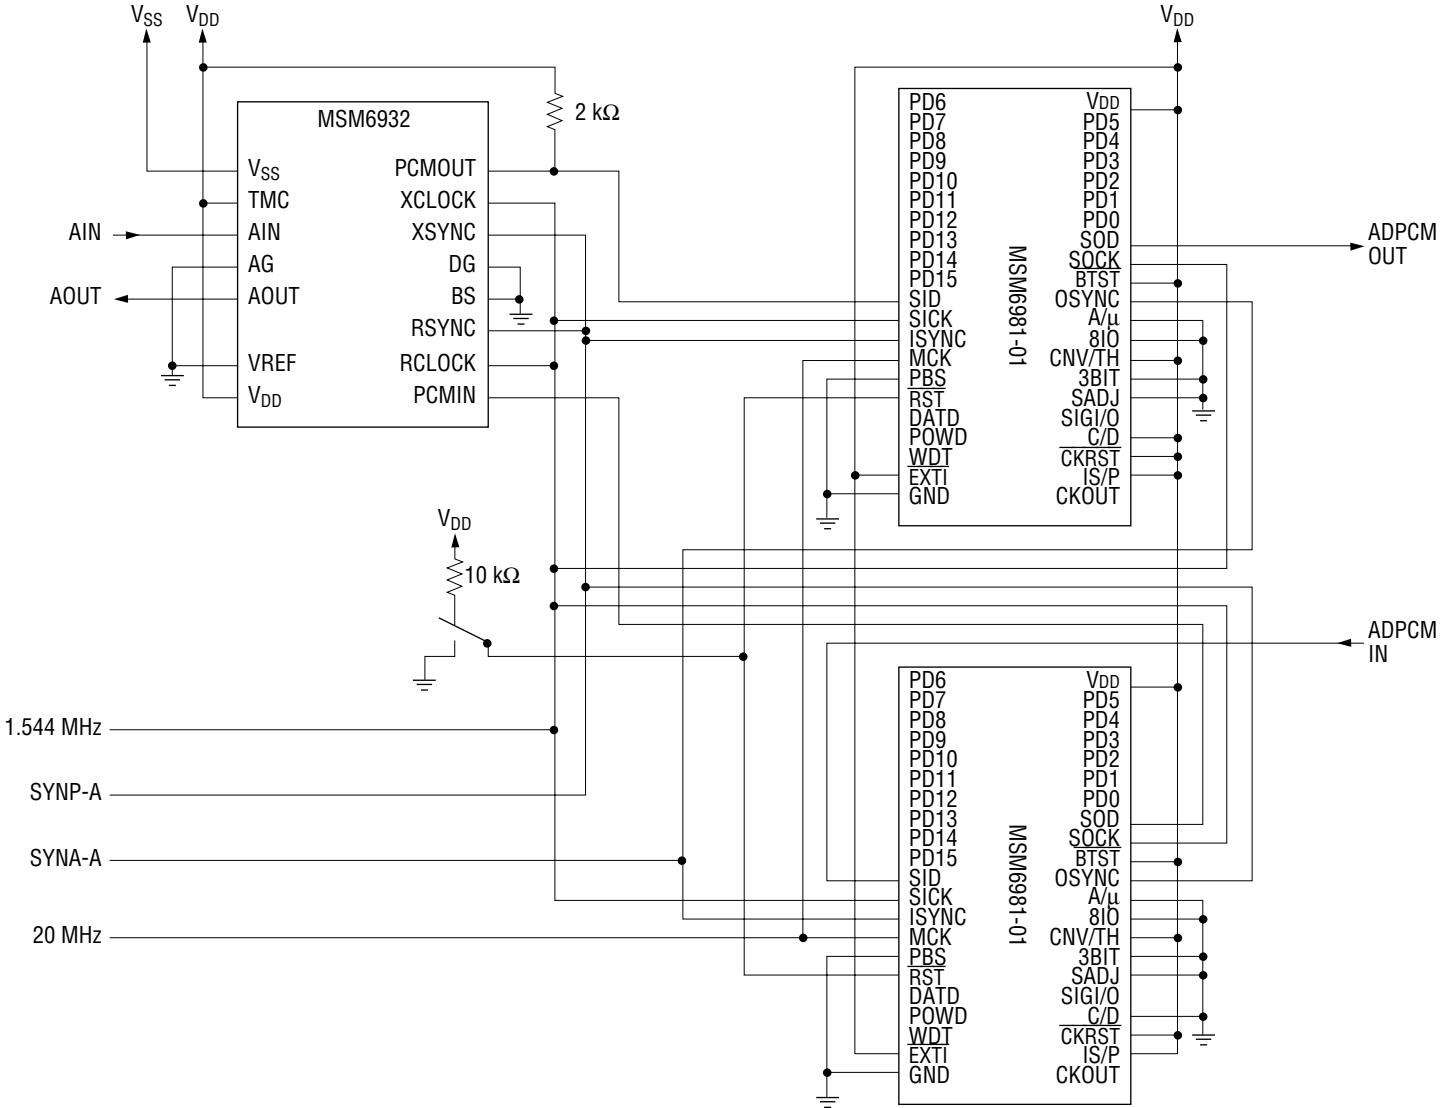 VSS
VDD
VDD
MSM6932
VSS
TMC
AIN
AG
AOUT
VREF
VDD
PCMOUT
XCLOCK
XSYNC
DG
BS
RSYNC
RCLOCK
PCMIN
AIN
AOUT
2 kΩ
PD6
PD7
PD8
PD9
PD10
PD11
PD12
PD13
PD14
PD15
SID
SICK
ISYNC
MCK
PBS
RST
DATD
POWD
WDT
EXTI
GND
MSM6981-01
VDD
PD5
PD4
PD3
PD2
PD1
PD0
SOD
SOCK
BTST
OSYNC
A/μ
8IO
CNV/TH
3BIT
SADJ
SIGI/O
C/D
CKRST
IS/P
CKOUT
ADPCM
OUT
VDD
10 kΩ
ADPCM
IN
1.544 MHz
SYNP-A
SYNA-A
20 MHz
PD6
PD7
PD8
PD9
PD10
PD11
PD12
PD13
PD14
PD15
SID
SICK
ISYNC
MCK
PBS
RST
DATD
POWD
WDT
EXTI
GND
MSM6981-01
VDD
PD5
PD4
PD3
PD2
PD1
PD0
SOD
SOCK
BTST
OSYNC
A/μ
8IO
CNV/TH
3BIT
SADJ
SIGI/O
C/D
CKRST
IS/P
CKOUT